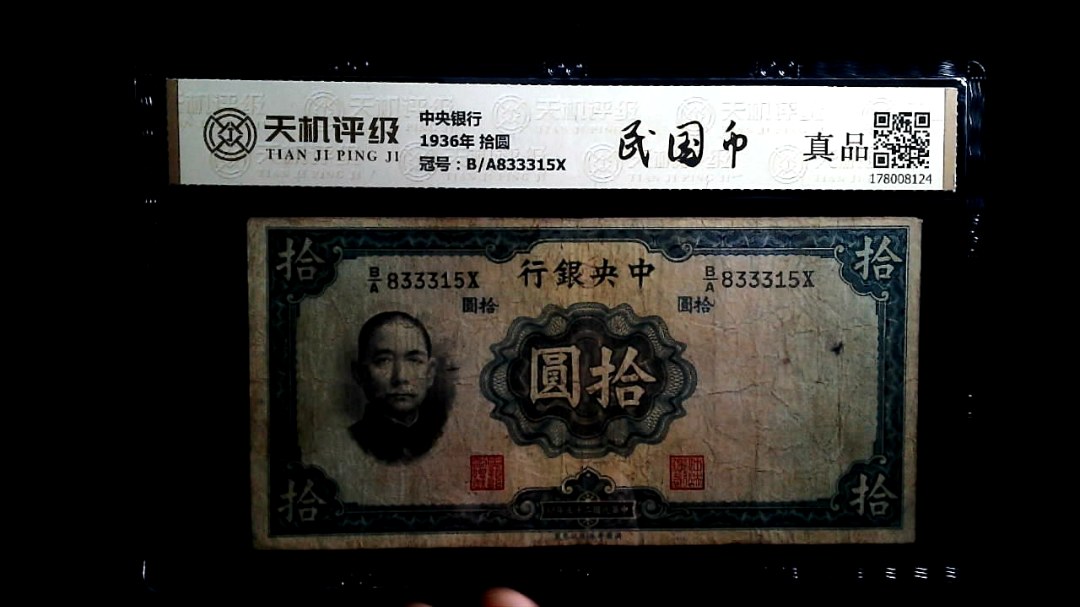 天机评级
TIAN JI PING JI
中央银行
1936年 拾圆
冠号：B/A833315X
民国币
真品
178008124
拾
拾
行銀央中
B/A 833315X
B/A 833315X
圓拾
圓拾
圓拾
拾
拾